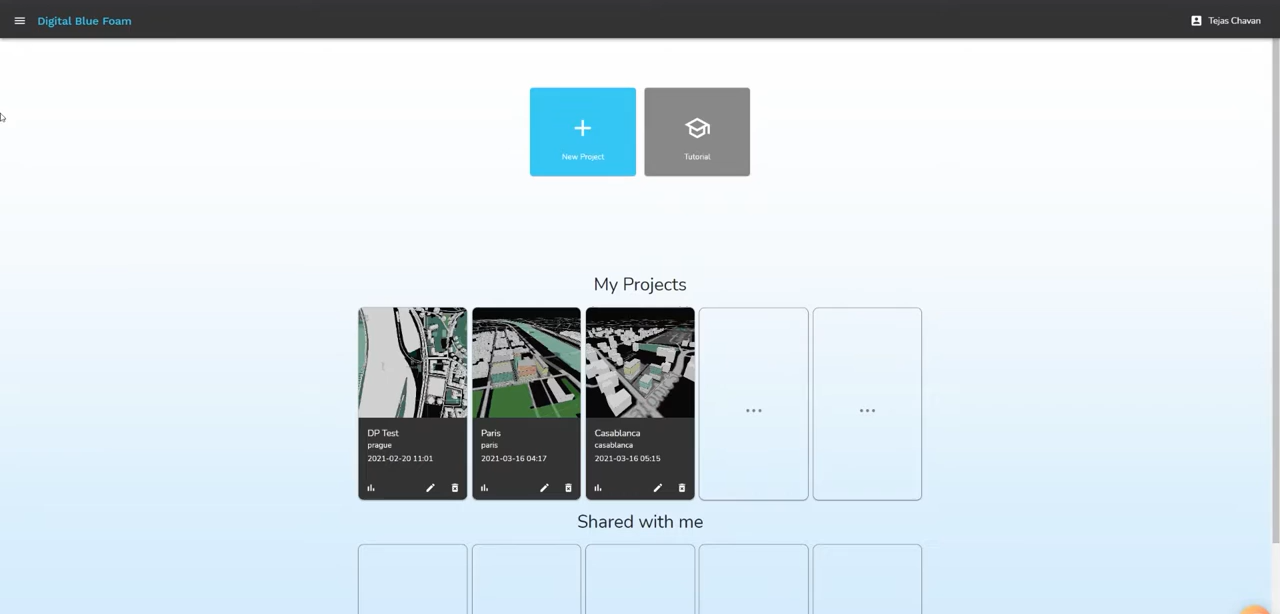 Digital Blue Foam
Tejas Chavan
New Project
Tutorial
My Projects
DP Test
prague
2021-02-20 11:01
Paris
paris
2021-03-16 04:17
Casablanca
casablanca
2021-03-16 05:15
Shared with me